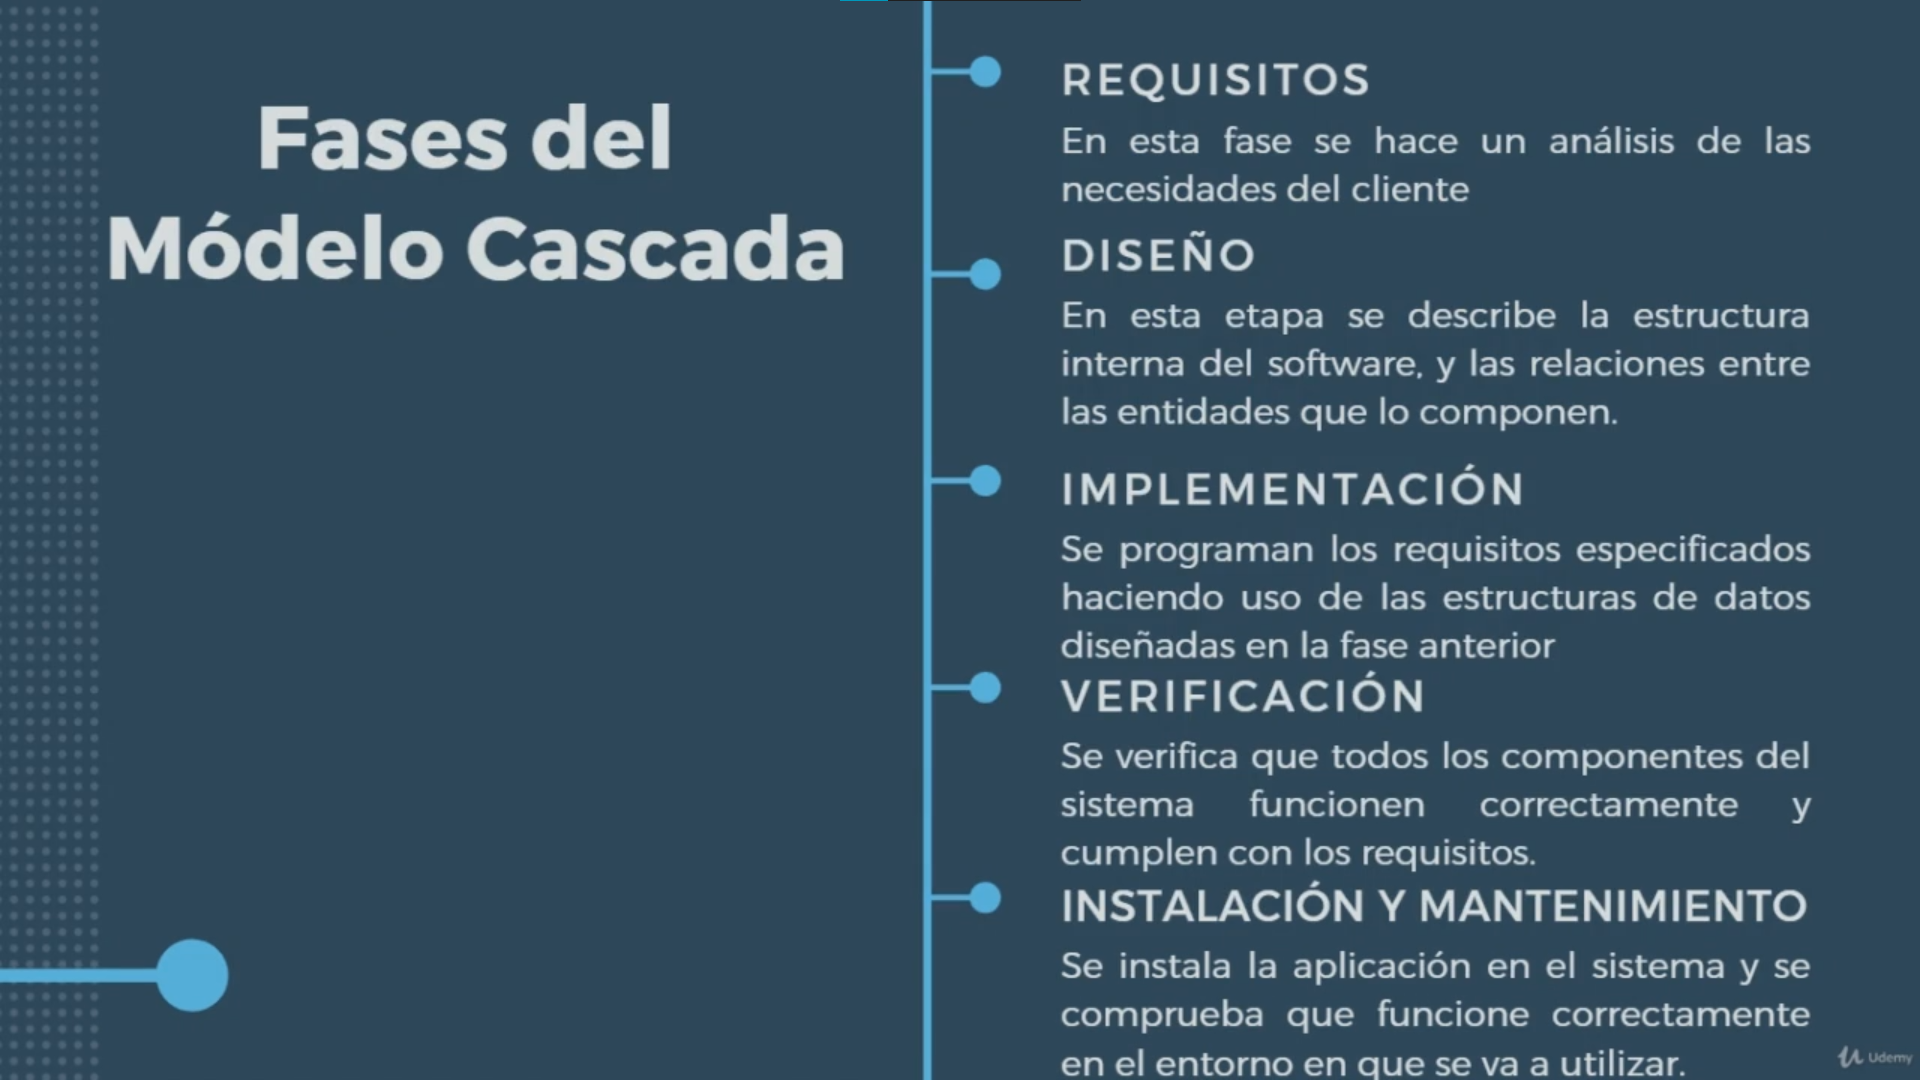 Fases del
Módelo Cascada
REQUISITOS
En esta fase se hace un análisis de las
necesidades del cliente
DISEÑO
En esta etapa se describe la estructura
interna del software, y las relaciones entre
las entidades que lo componen.
IMPLEMENTACIÓN
Se programan los requisitos especificados
haciendo uso de las estructuras de datos
diseñadas en la fase anterior
VERIFICACIÓN
Se verifica que todos los componentes del
sistema funcionen correctamente y
cumplen con los requisitos.
INSTALACIÓN Y MANTENIMIENTO
Se instala la aplicación en el sistema y se
comprueba que funcione correctamente
en el entorno en que se va a utilizar.
Udemy